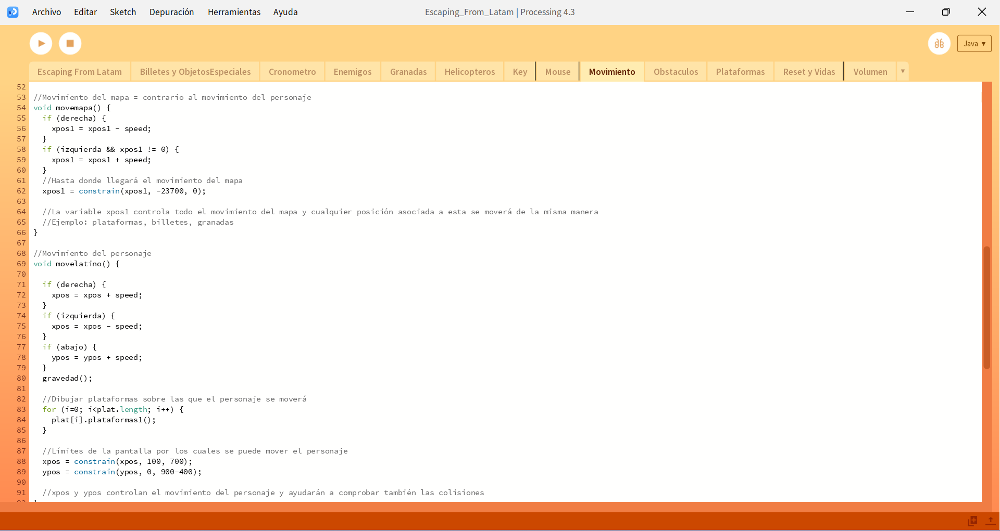 Archivo Editar Sketch Depuración Herramientas Ayuda Escaping_From_Latam | Processing 4.3
Java ▾
Escaping From Latam Billetes y ObjetosEspeciales Cronometro Enemigos Granadas Helicopteros Key Mouse Movimiento Obstaculos Plataformas Reset y Vidas Volumen ▾
52
53 //Movimiento del mapa = contrario al movimiento del personaje
54 void movemapa() {
55   if (derecha) {
56     xpos1 = xpos1 - speed;
57   }
58   if (izquierda && xpos1 != 0) {
59     xpos1 = xpos1 + speed;
60   }
61   //Hasta donde llegará el movimiento del mapa
62   xpos1 = constrain(xpos1, -23700, 0);
63
64   //La variable xpos1 controla todo el movimiento del mapa y cualquier posición asociada a esta se moverá de la misma manera
65   //Ejemplo: plataformas, billetes, granadas
66 }
67
68 //Movimiento del personaje
69 void movelatino() {
70
71   if (derecha) {
72     xpos = xpos + speed;
73   }
74   if (izquierda) {
75     xpos = xpos - speed;
76   }
77   if (abajo) {
78     ypos = ypos + speed;
79   }
80   gravedad();
81
82   //Dibujar plataformas sobre las que el personaje se moverá
83   for (i=0; i<plat.length; i++) {
84     plat[i].plataformas1();
85   }
86
87   //Límites de la pantalla por los cuales se puede mover el personaje
88   xpos = constrain(xpos, 100, 700);
89   ypos = constrain(ypos, 0, 900-400);
90
91   //xpos y ypos controlan el movimiento del personaje y ayudarán a comprobar también las colisiones